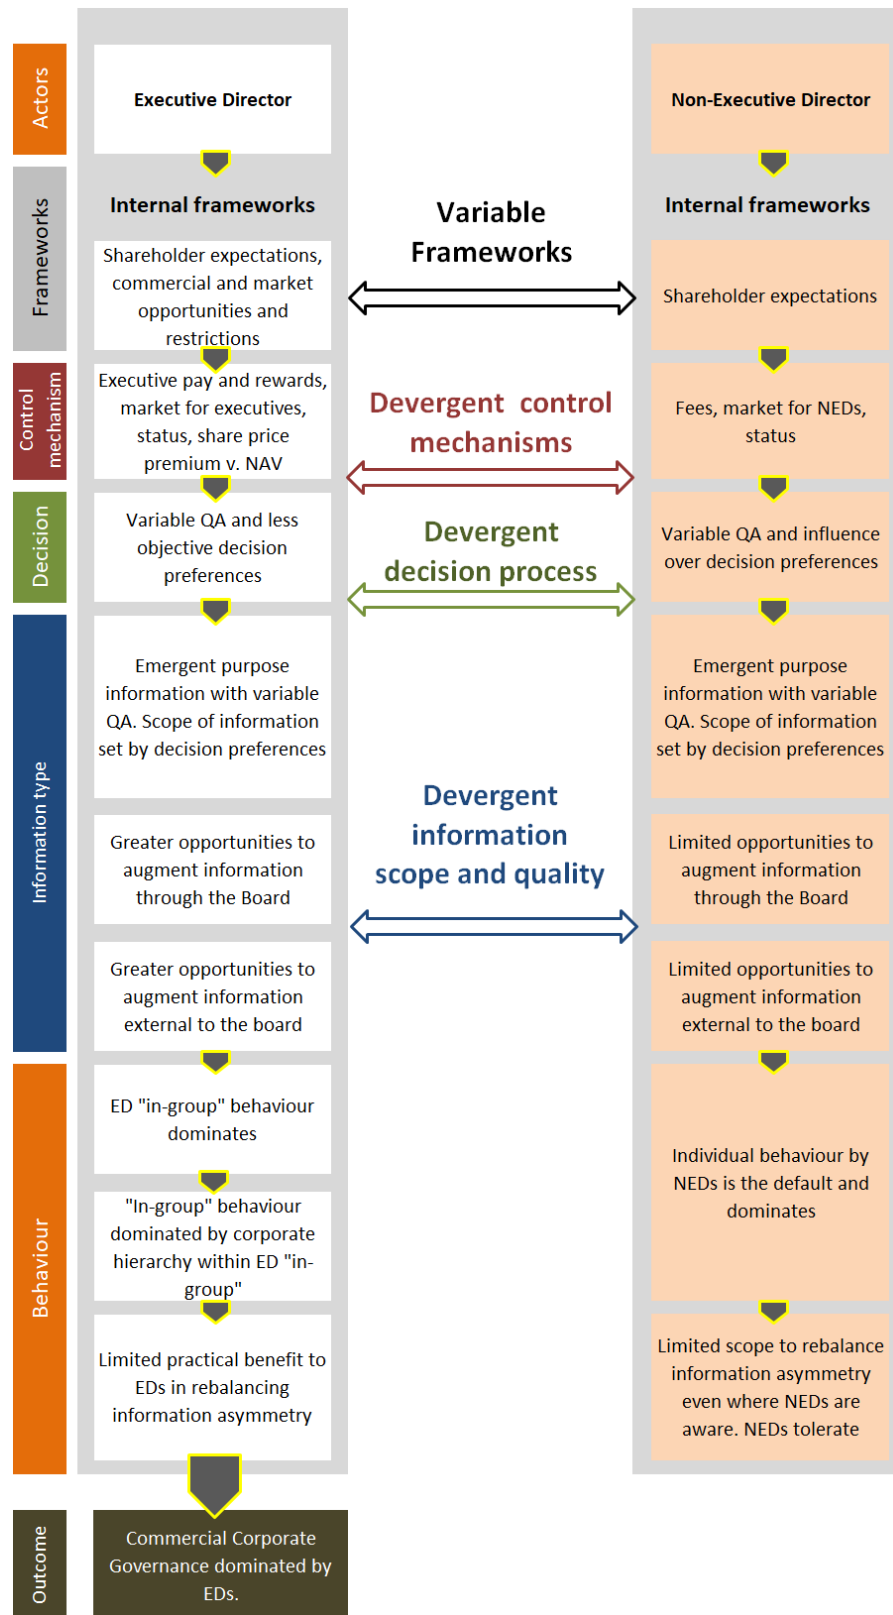 Actors
Executive Director
Non-Executive Director
Frameworks
Internal frameworks
Shareholder expectations,
commercial and market
opportunities and
restrictions
Variable
Frameworks
Internal frameworks
Shareholder expectations
Control
mechanism
Executive pay and rewards,
market for executives,
status, share price
premium v. NAV
Devergent control
mechanisms
Fees, market for NEDs,
status
Decision
Variable QA and less
objective decision
preferences
Devergent
decision process
Variable QA and influence
over decision preferences
Information type
Emergent purpose
information with variable
QA. Scope of information
set by decision preferences
Emergent purpose
information with variable
QA. Scope of information
set by decision preferences
Devergent
information
scope and quality
Greater opportunities to
augment information
through the Board
Limited opportunities to
augment information
through the Board
Greater opportunities to
augment information
external to the board
Limited opportunities to
augment information
external to the board
Behaviour
ED "in-group" behaviour
dominates
"In-group" behaviour
dominated by corporate
hierarchy within ED "in-
group"
Individual behaviour by
NEDs is the default and
dominates
Limited practical benefit to
EDs in rebalancing
information asymmetry
Limited scope to rebalance
information asymmetry
even where NEDs are
aware. NEDs tolerate
Outcome
Commercial Corporate
Governance dominated by
EDs.